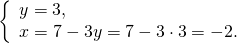 y = 3,
x = 7 − 3y = 7 − 3 · 3 = −2.